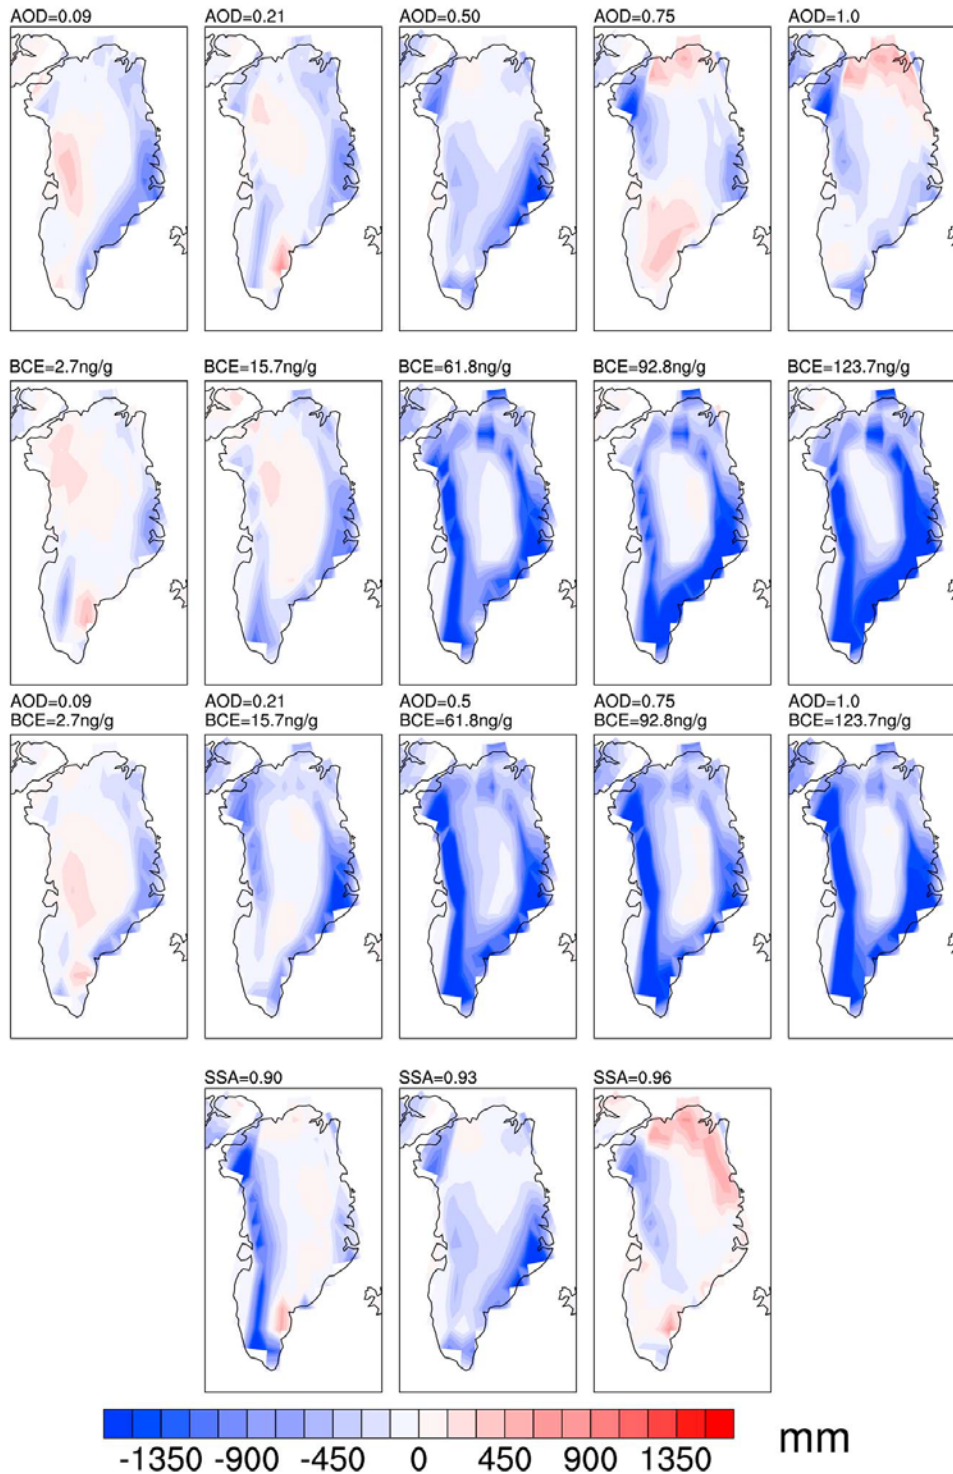 AOD=0.09 AOD=0.21 AOD=0.50 AOD=0.75 AOD=1.0
BCE=2.7ng/g BCE=15.7ng/g BCE=61.8ng/g BCE=92.8ng/g BCE=123.7ng/g
AOD=0.09 AOD=0.21 AOD=0.5 AOD=0.75 AOD=1.0
BCE=2.7ng/g BCE=15.7ng/g BCE=61.8ng/g BCE=92.8ng/g BCE=123.7ng/g
SSA=0.90 SSA=0.93 SSA=0.96
-1350 -900 -450 0 450 900 1350 mm